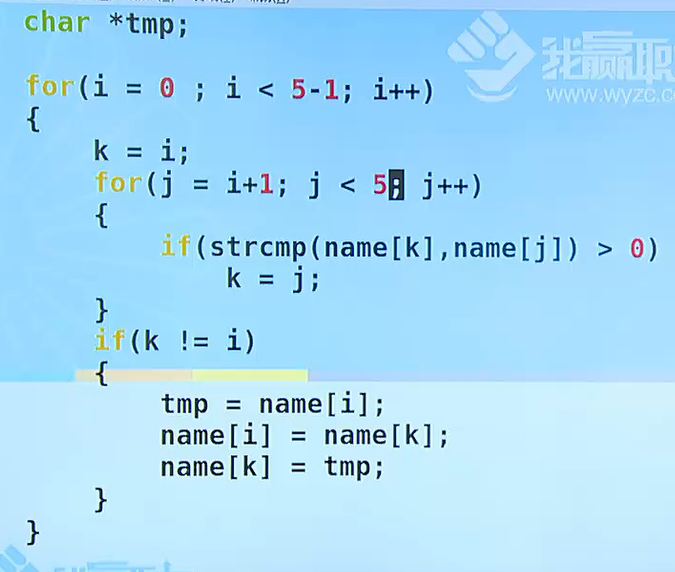 char *tmp;
我赢职
www.wyzc.c
for(i = 0 ; i < 5-1; i++)
{
k = i;
for(j = i+1; j < 5; j++)
{
if(strcmp(name[k],name[j]) > 0)
k = j;
}
if(k != i)
{
tmp = name[i];
name[i] = name[k];
name[k] = tmp;
}
}